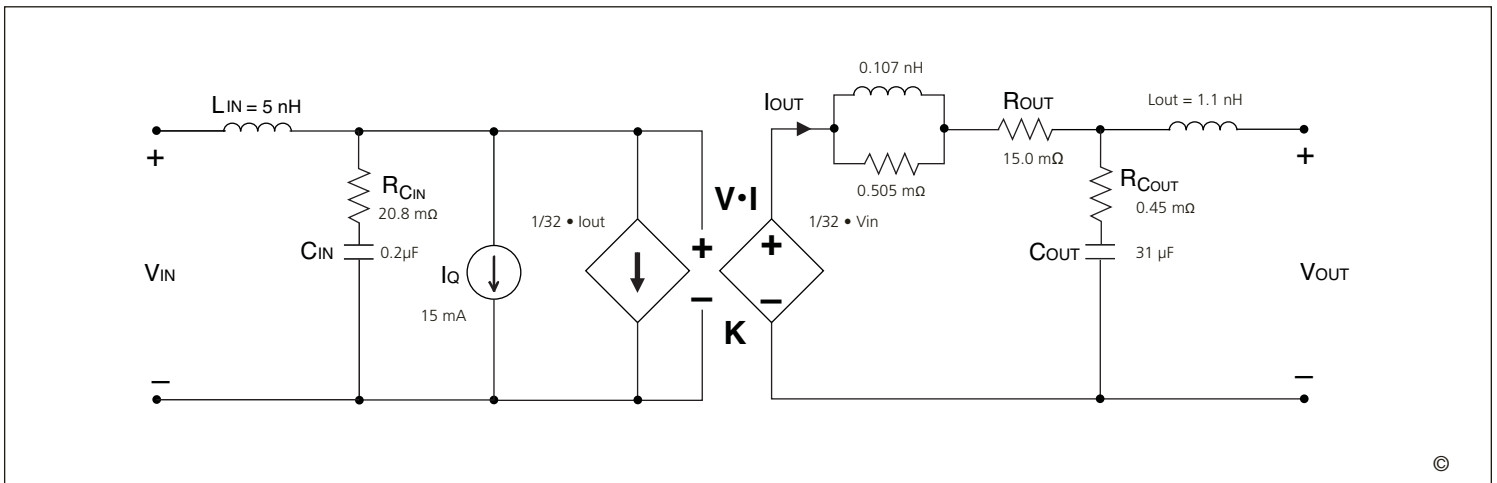 0.107 nH
LIN = 5 nH
IOUT
ROUT
Lout = 1.1 nH
+
+
15.0 mΩ
RCIN
20.8 mΩ
0.505 mΩ
RCOUT
0.45 mΩ
V•I
1/32 • Iout
1/32 • Vin
+
+
CIN
0.2µF
COUT
31 µF
VIN
IQ
VOUT
–
–
15 mA
K
–
–
©